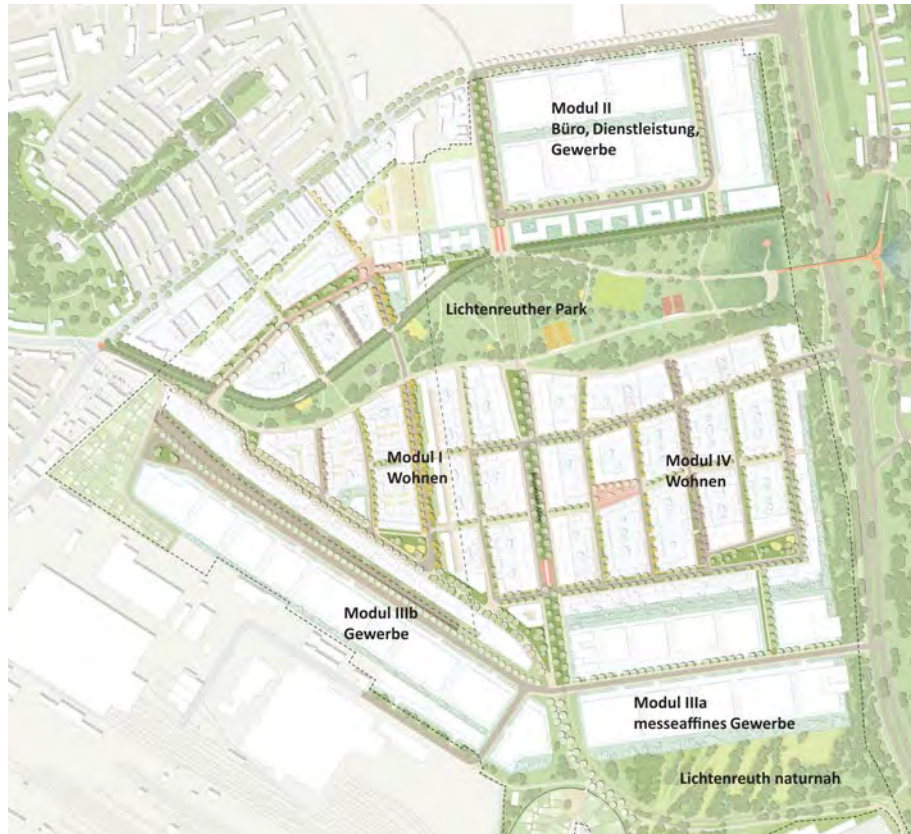 Modul II
Büro, Dienstleistung,
Gewerbe
Lichtenreuther Park
Modul I
Wohnen
Modul IV
Wohnen
Modul IIIb
Gewerbe
Modul IIIa
messeaffines Gewerbe
Lichtenreuth naturnah